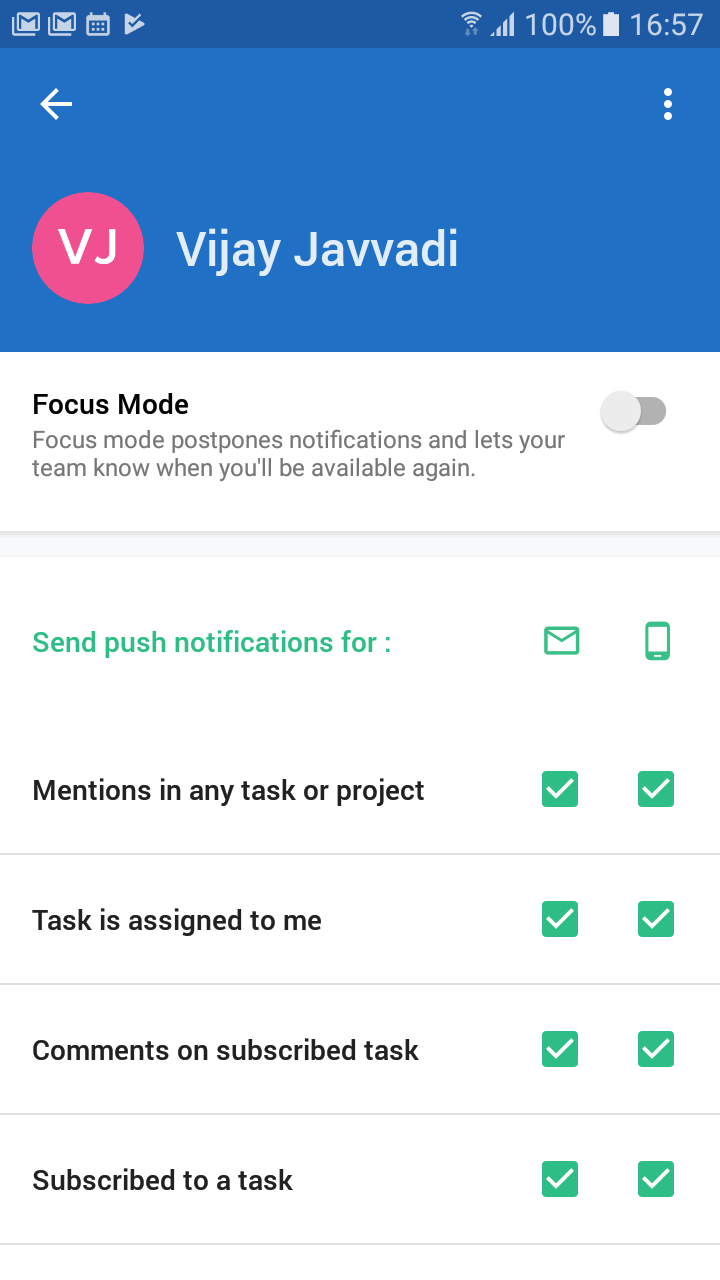 100% 16:57
VJ Vijay Javvadi
Focus Mode
Focus mode postpones notifications and lets your
team know when you'll be available again.
Send push notifications for :
Mentions in any task or project
Task is assigned to me
Comments on subscribed task
Subscribed to a task